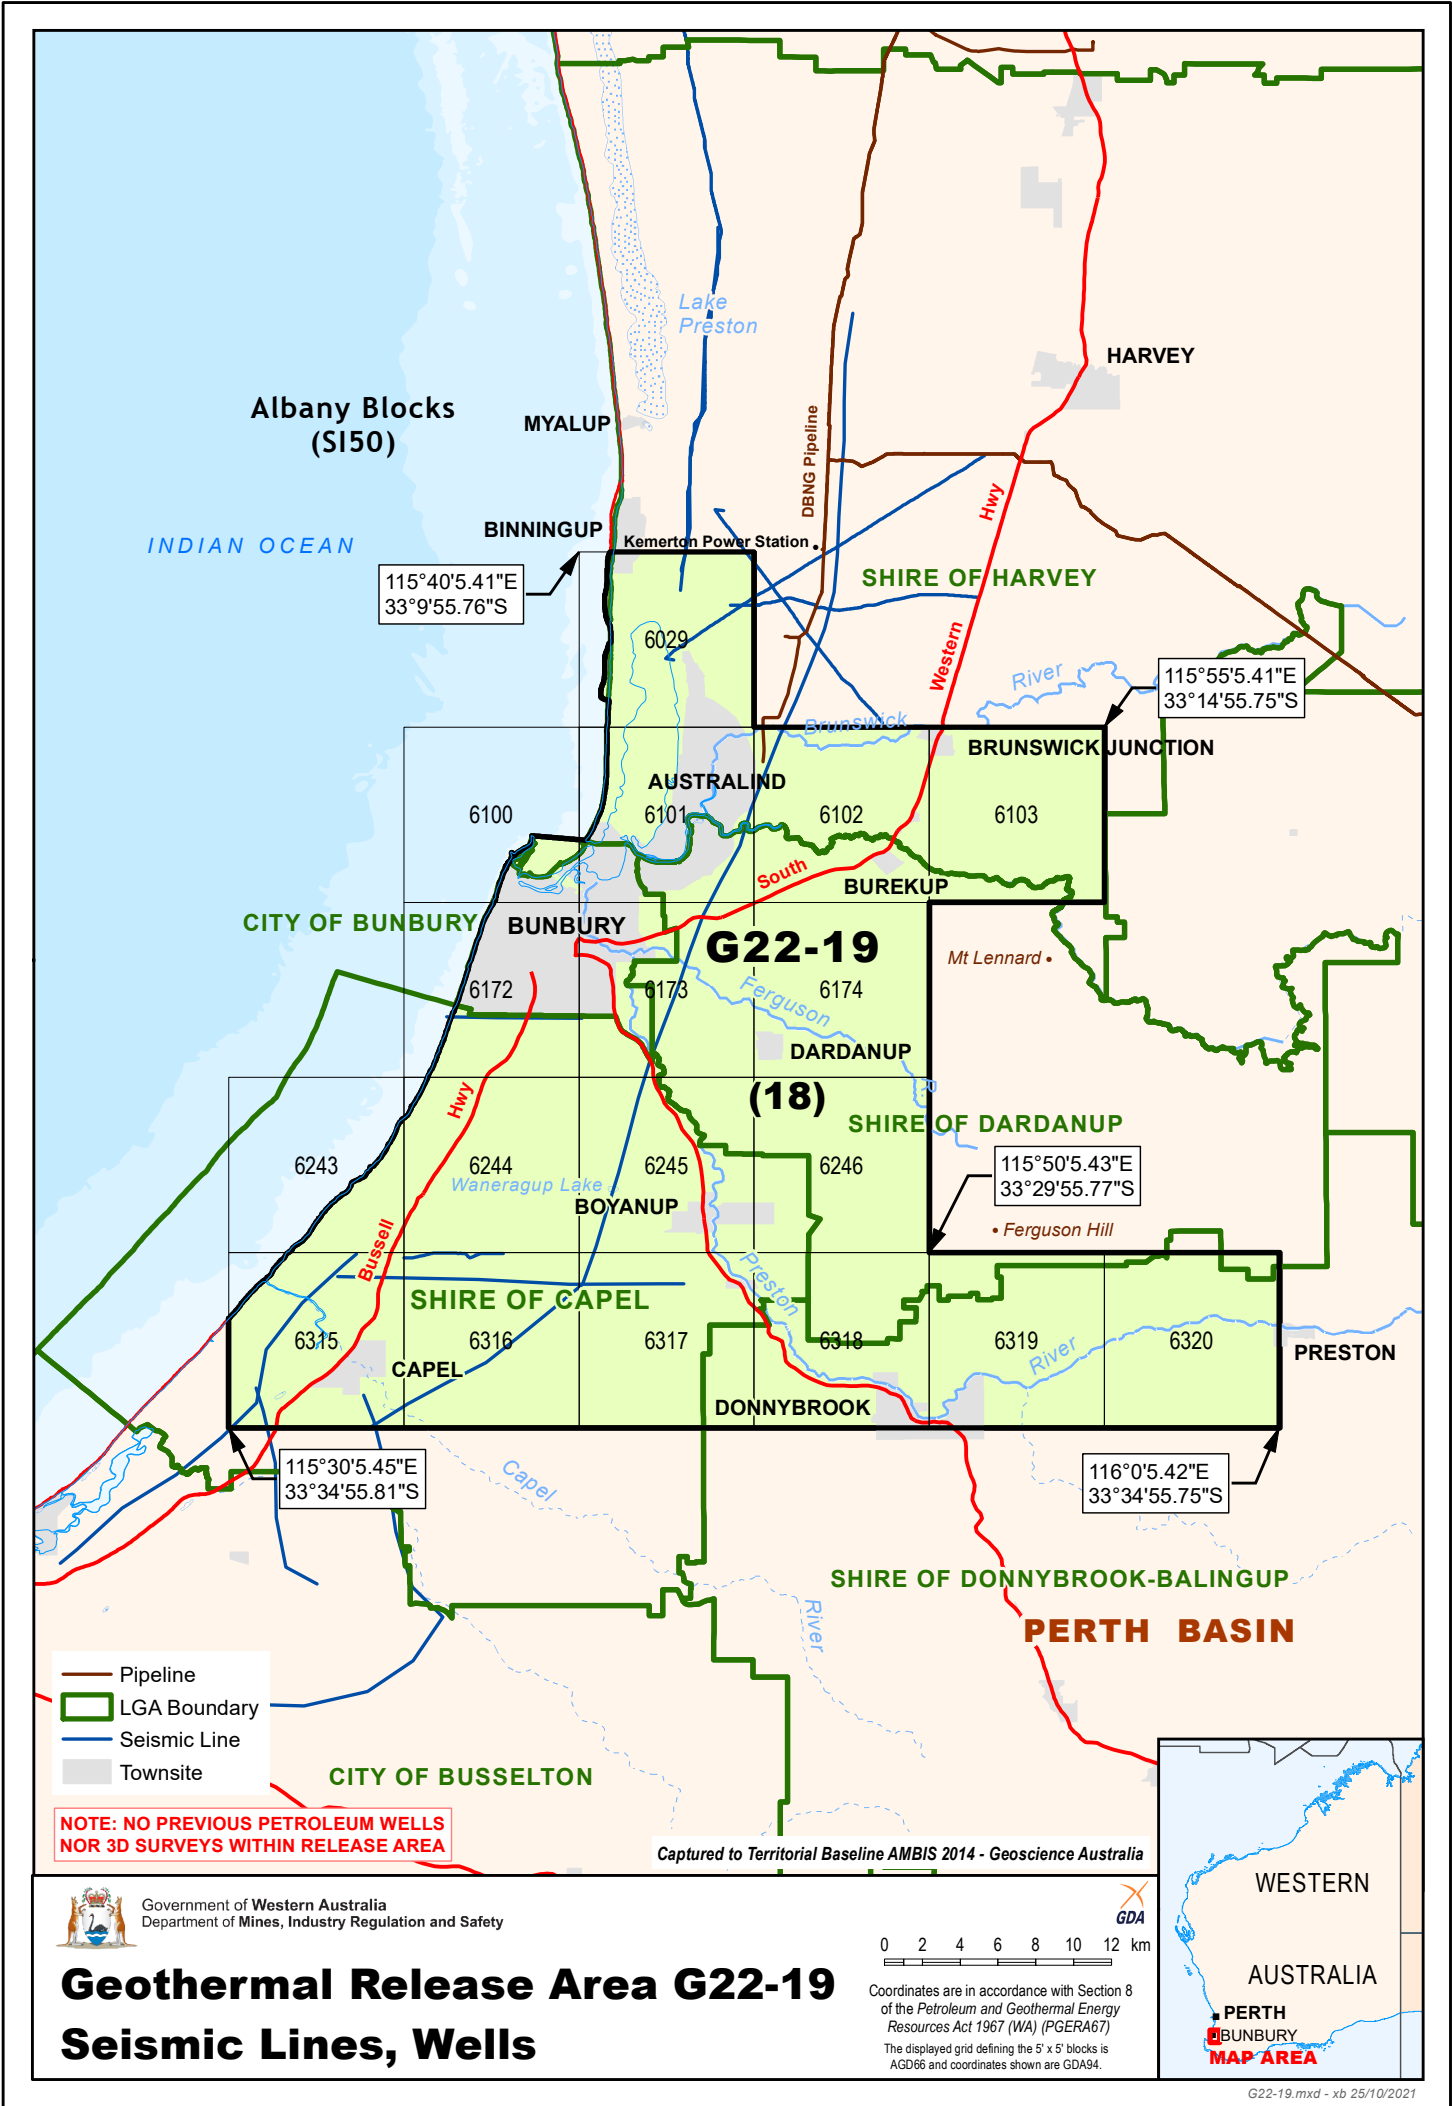 Lake
Preston
HARVEY
Albany Blocks
(SI50)
MYALUP
DBNG Pipeline
Hwy
BINNINGUP
Kemerton Power Station
INDIAN OCEAN
115°40'5.41"E
33°9'55.76"S
SHIRE OF HARVEY
6029
Western
River
115°55'5.41"E
33°14'55.75"S
Brunswick
BRUNSWICK JUNCTION
AUSTRALIND
6100
6101
6102
6103
South
BUREKUP
CITY OF BUNBURY
BUNBURY
G22-19
Mt Lennard
6172
6173
6174
Ferguson
DARDANUP
R.
(18)
Hwy
SHIRE OF DARDANUP
6243
6244
6245
6246
115°50'5.43"E
33°29'55.77"S
Waneragup Lake
BOYANUP
Ferguson Hill
Bussell
Preston
SHIRE OF CAPEL
6315
6316
6317
6318
6319
6320
River
PRESTON
CAPEL
DONNYBROOK
115°30'5.45"E
33°34'55.81"S
116°0'5.42"E
33°34'55.75"S
Capel
River
SHIRE OF DONNYBROOK-BALINGUP
PERTH BASIN
Pipeline
LGA Boundary
Seismic Line
Townsite
CITY OF BUSSELTON
NOTE: NO PREVIOUS PETROLEUM WELLS
NOR 3D SURVEYS WITHIN RELEASE AREA
Captured to Territorial Baseline AMBIS 2014 - Geoscience Australia
Government of Western Australia
Department of Mines, Industry Regulation and Safety
Geothermal Release Area G22-19
Seismic Lines, Wells
GDA
0 2 4 6 8 10 12 km
Coordinates are in accordance with Section 8
of the Petroleum and Geothermal Energy
Resources Act 1967 (WA) (PGERA67)
The displayed grid defining the 5' x 5' blocks is
AGD66 and coordinates shown are GDA94.
WESTERN
AUSTRALIA
PERTH
BUNBURY
MAP AREA
G22-19.mxd - xb 25/10/2021